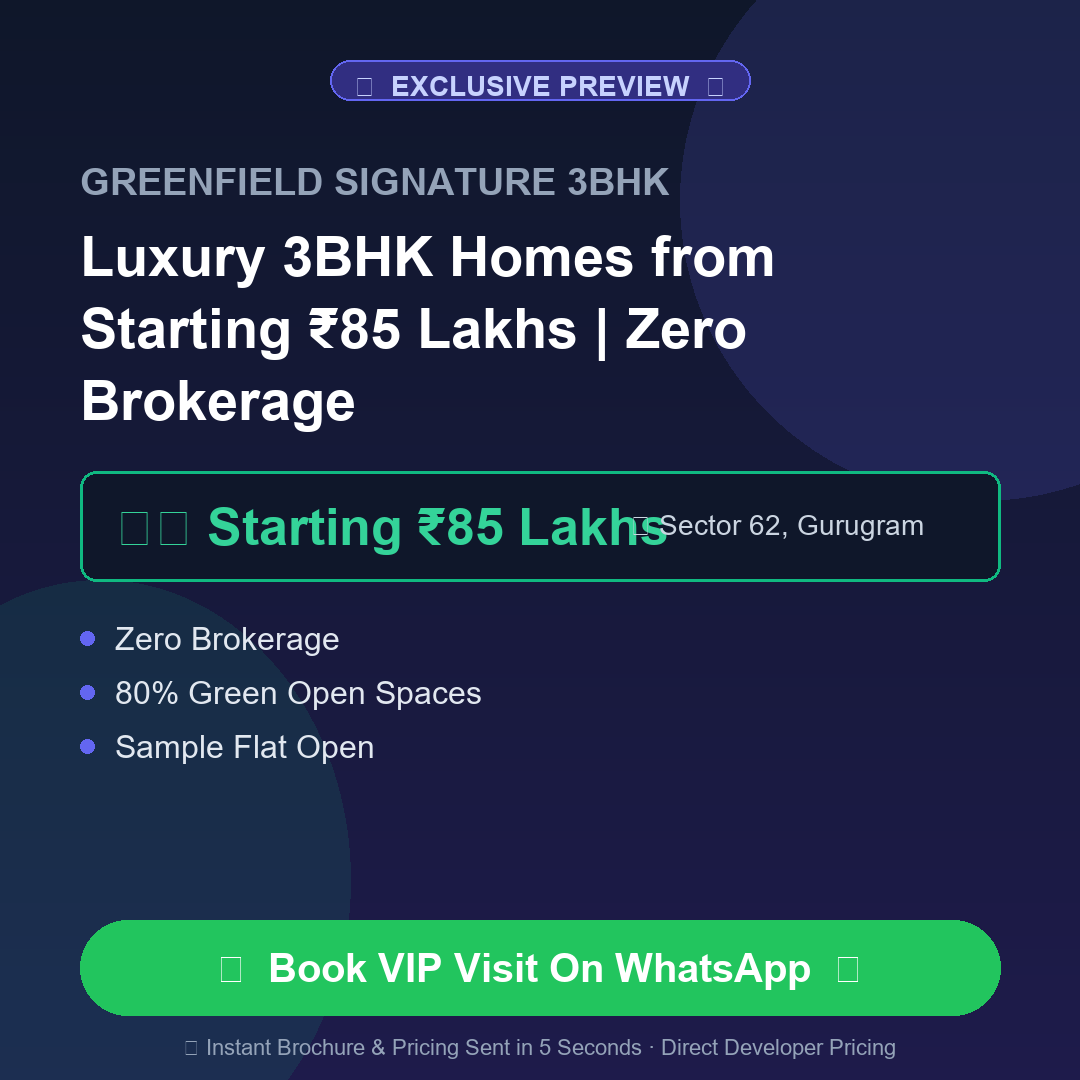 EXCLUSIVE PREVIEW
GREENFIELD SIGNATURE 3BHK
Luxury 3BHK Homes from
Starting ₹85 Lakhs | Zero
Brokerage
Starting ₹85 Lakhs Sector 62, Gurugram
Zero Brokerage
80% Green Open Spaces
Sample Flat Open
Book VIP Visit On WhatsApp
Instant Brochure & Pricing Sent in 5 Seconds · Direct Developer Pricing